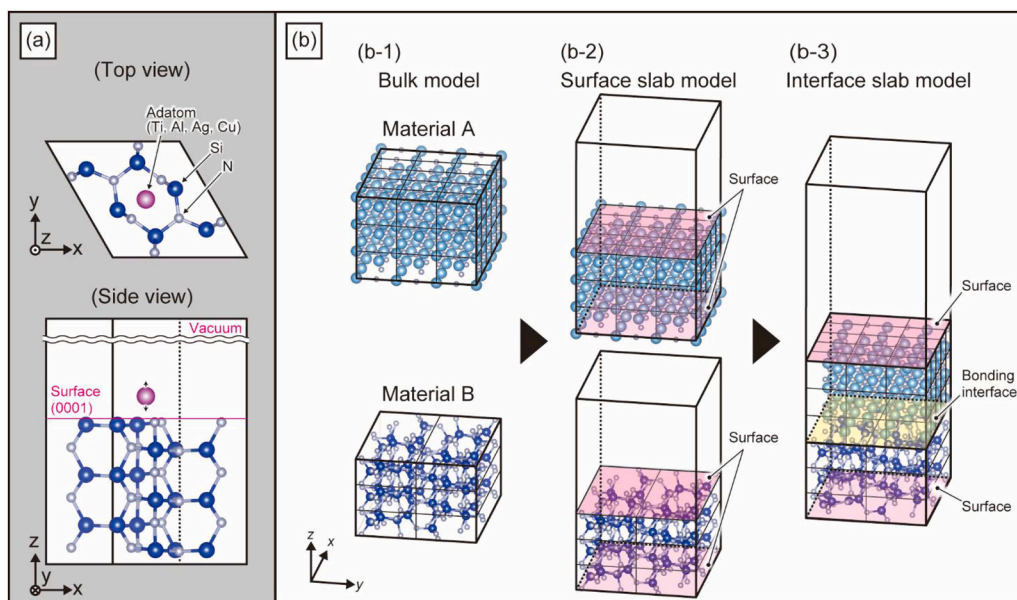 (a)
(Top view)
Adatom
(Ti, Al, Ag, Cu)
Si
N
y
z
x
(Side view)
Vacuum
Surface
(0001)
z
y
x
(b)
(b-1)
Bulk model
Material A
Material B
z
x
y
(b-2)
Surface slab model
Surface
Surface
(b-3)
Interface slab model
Surface
Bonding
interface
Surface